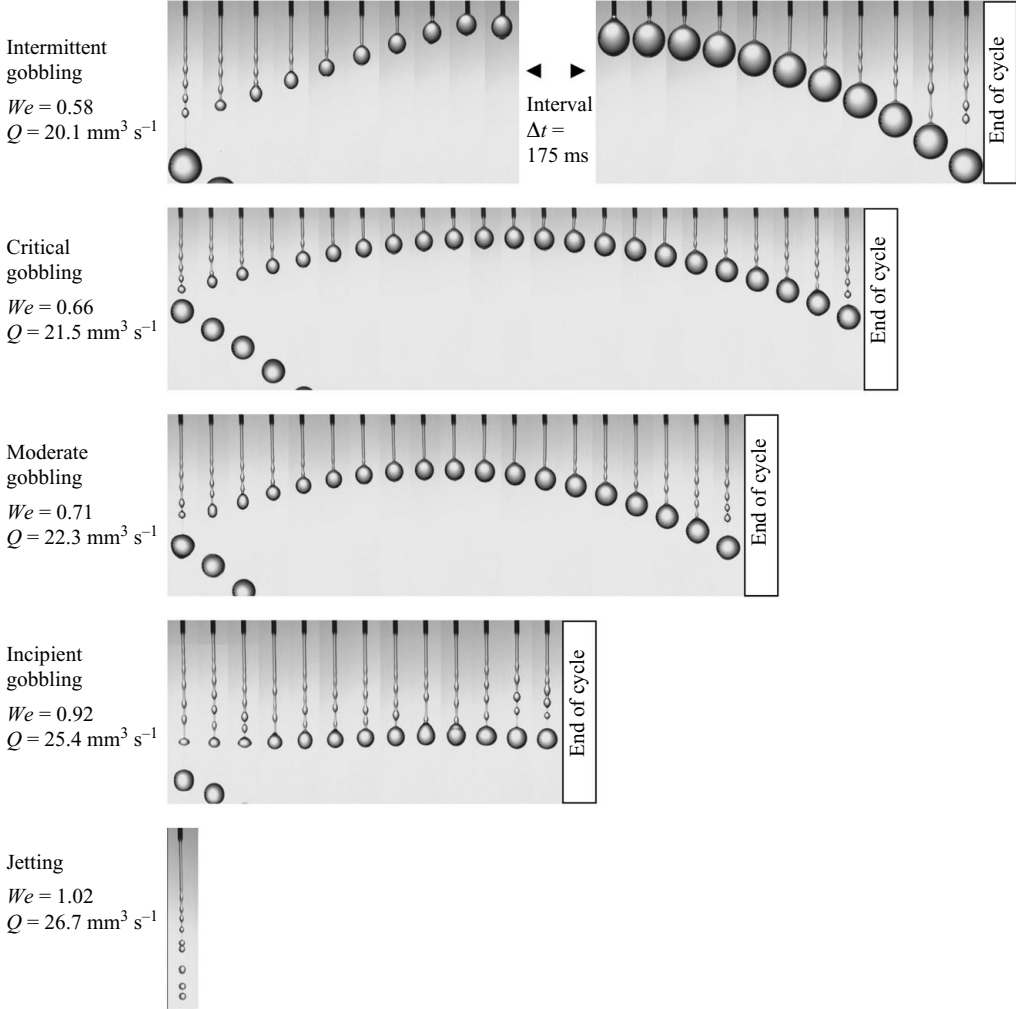 Intermittent
gobbling
We = 0.58
Q = 20.1 mm³ s⁻¹
Interval
Δt =
175 ms
End of cycle
Critical
gobbling
We = 0.66
Q = 21.5 mm³ s⁻¹
End of cycle
Moderate
gobbling
We = 0.71
Q = 22.3 mm³ s⁻¹
End of cycle
Incipient
gobbling
We = 0.92
Q = 25.4 mm³ s⁻¹
End of cycle
Jetting
We = 1.02
Q = 26.7 mm³ s⁻¹